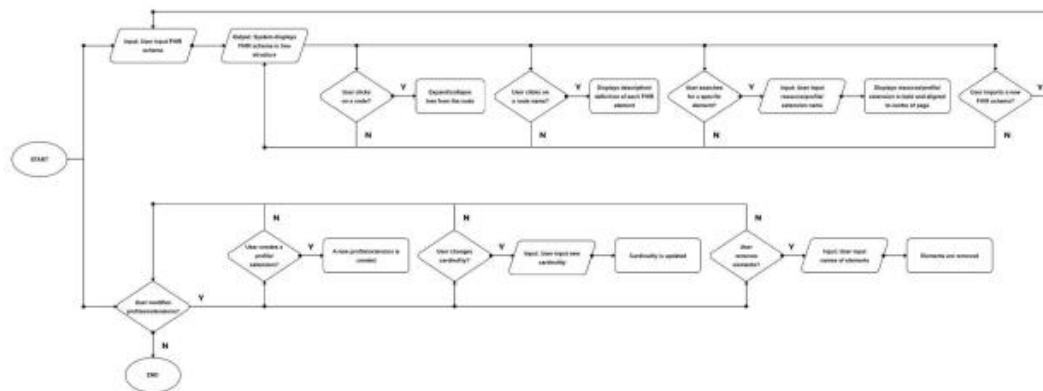 Input: User input FHIR
schema
Output: System displays
FHIR schema in tree
structure
User clicks
on a node?
Y
Expand/collapse
tree from the node
User clicks on
a node name?
Y
Displays description/
definition of each FHIR
element
User searches
for a specific
element?
Y
Input: User input
resource/profile/
extension name
Displays resource/profile/
extension in bold and aligned
to centre of page
User imports a new
FHIR schema?
Y
N
N
N
N
START
N
N
N
User creates a
profile/
extension?
Y
A new profile/extension is
created
User changes
cardinality?
Y
Input: User input new
cardinality
Cardinality is updated
User
removes
elements?
Y
Input: User input
names of elements
Elements are removed
User modifies
profiles/extensions?
Y
N
END